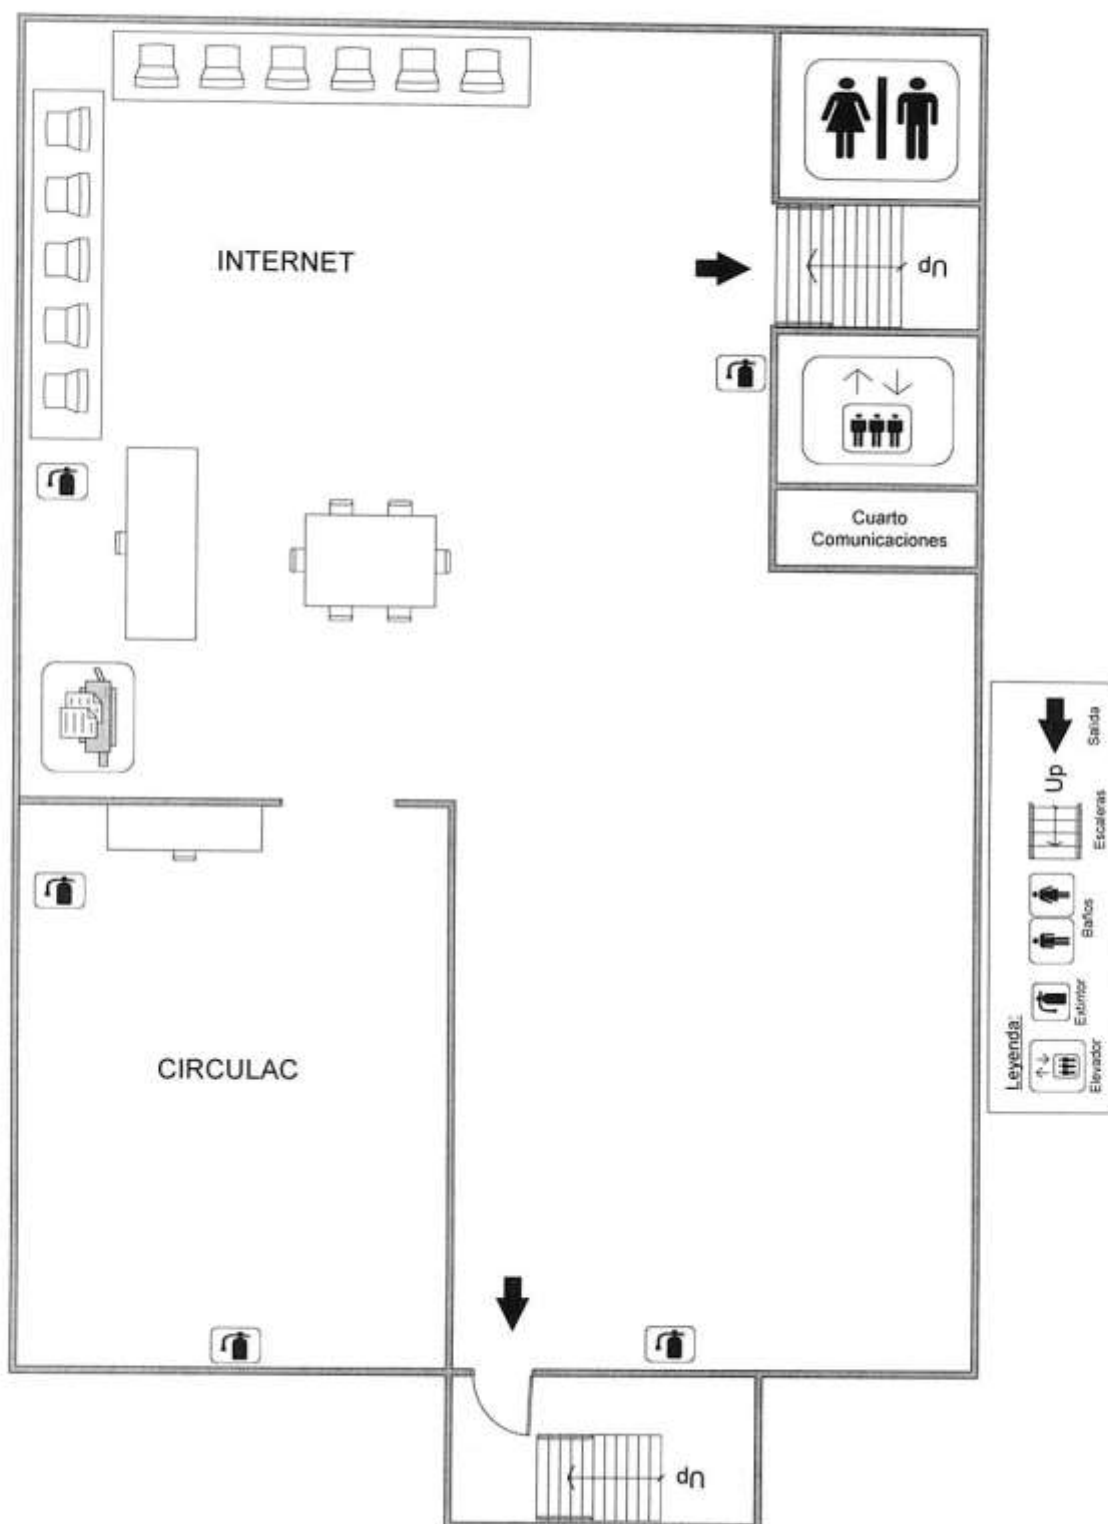 INTERNET
Up
Cuarto
Comunicaciones
CIRCULAC
Up
Leyenda:
Elevador
Extintor
Baños
Escaleras
Up
Salida